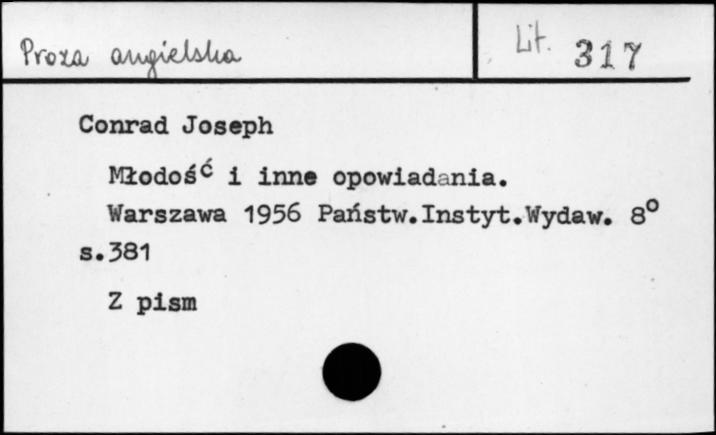 Proza angielska
Lit. 317
Conrad Joseph
Młodość i inne opowiadania.
Warszawa 1956 Państw.Instyt.Wydaw. 8°
s.381
Z pism